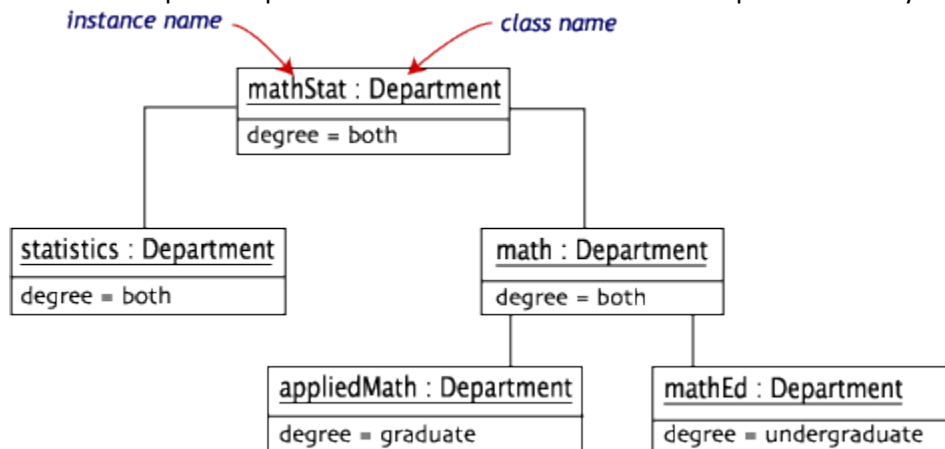 instance name
class name
mathStat : Department
degree = both
statistics : Department
degree = both
math : Department
degree = both
appliedMath : Department
degree = graduate
mathEd : Department
degree = undergraduate